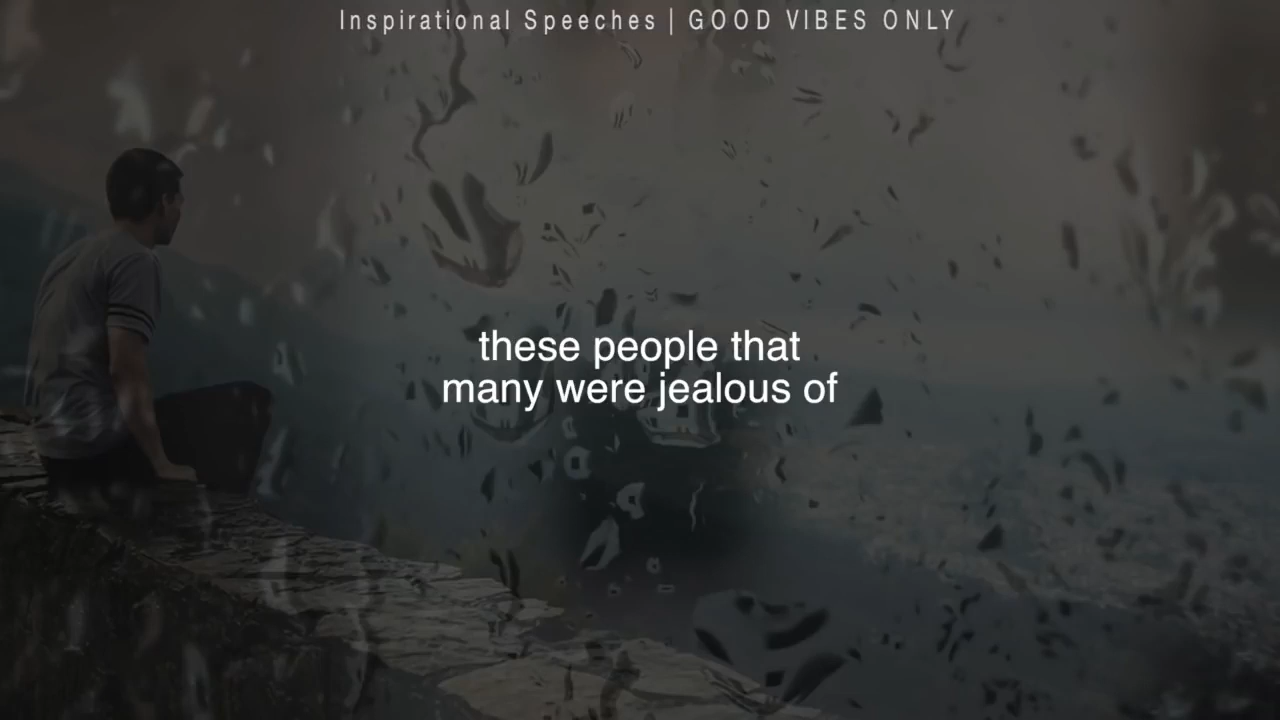 Inspirational Speeches | GOOD VIBES ONLY
these people that
many were jealous of